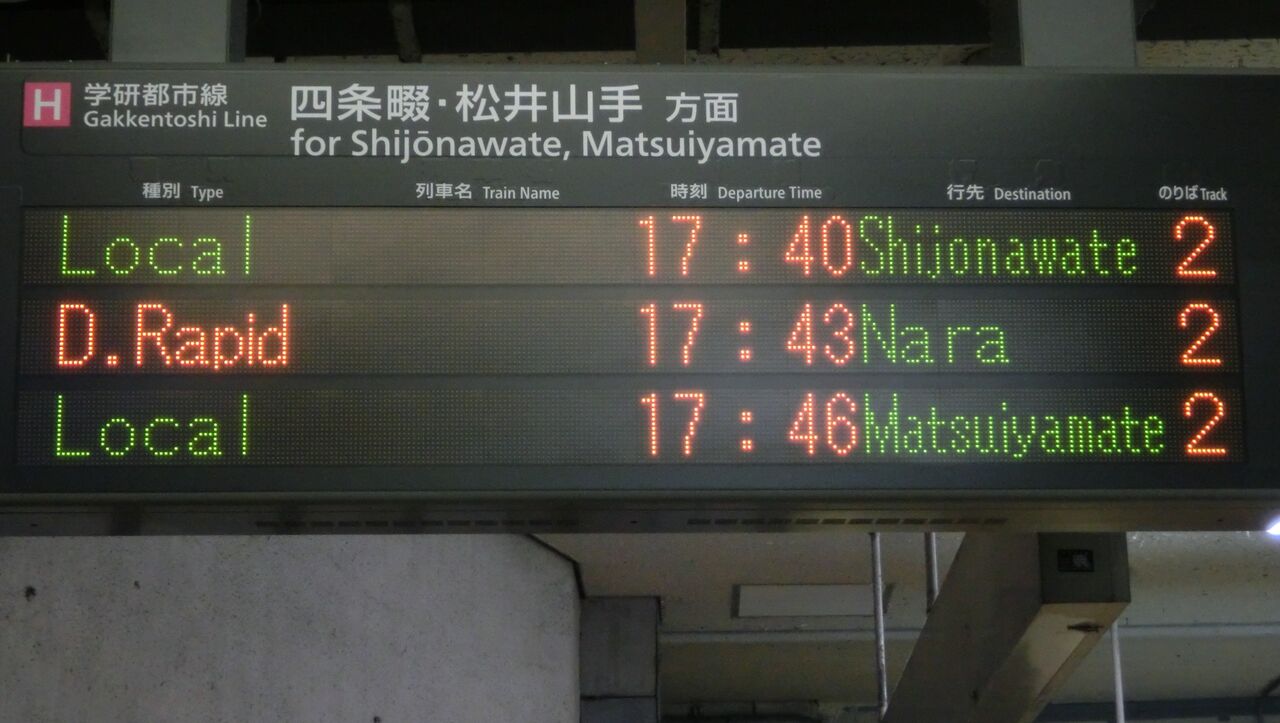 H 学研都市線 四条畷・松井山手 方面
Gakkentoshi Line for Shijōnawate, Matsuiyamate
種別 Type 列車名 Train Name 時刻 Departure Time 行先 Destination のりば Track
Local 17:40 Shijonawate 2
D.Rapid 17:43 Nara 2
Local 17:46 Matsuiyamate 2